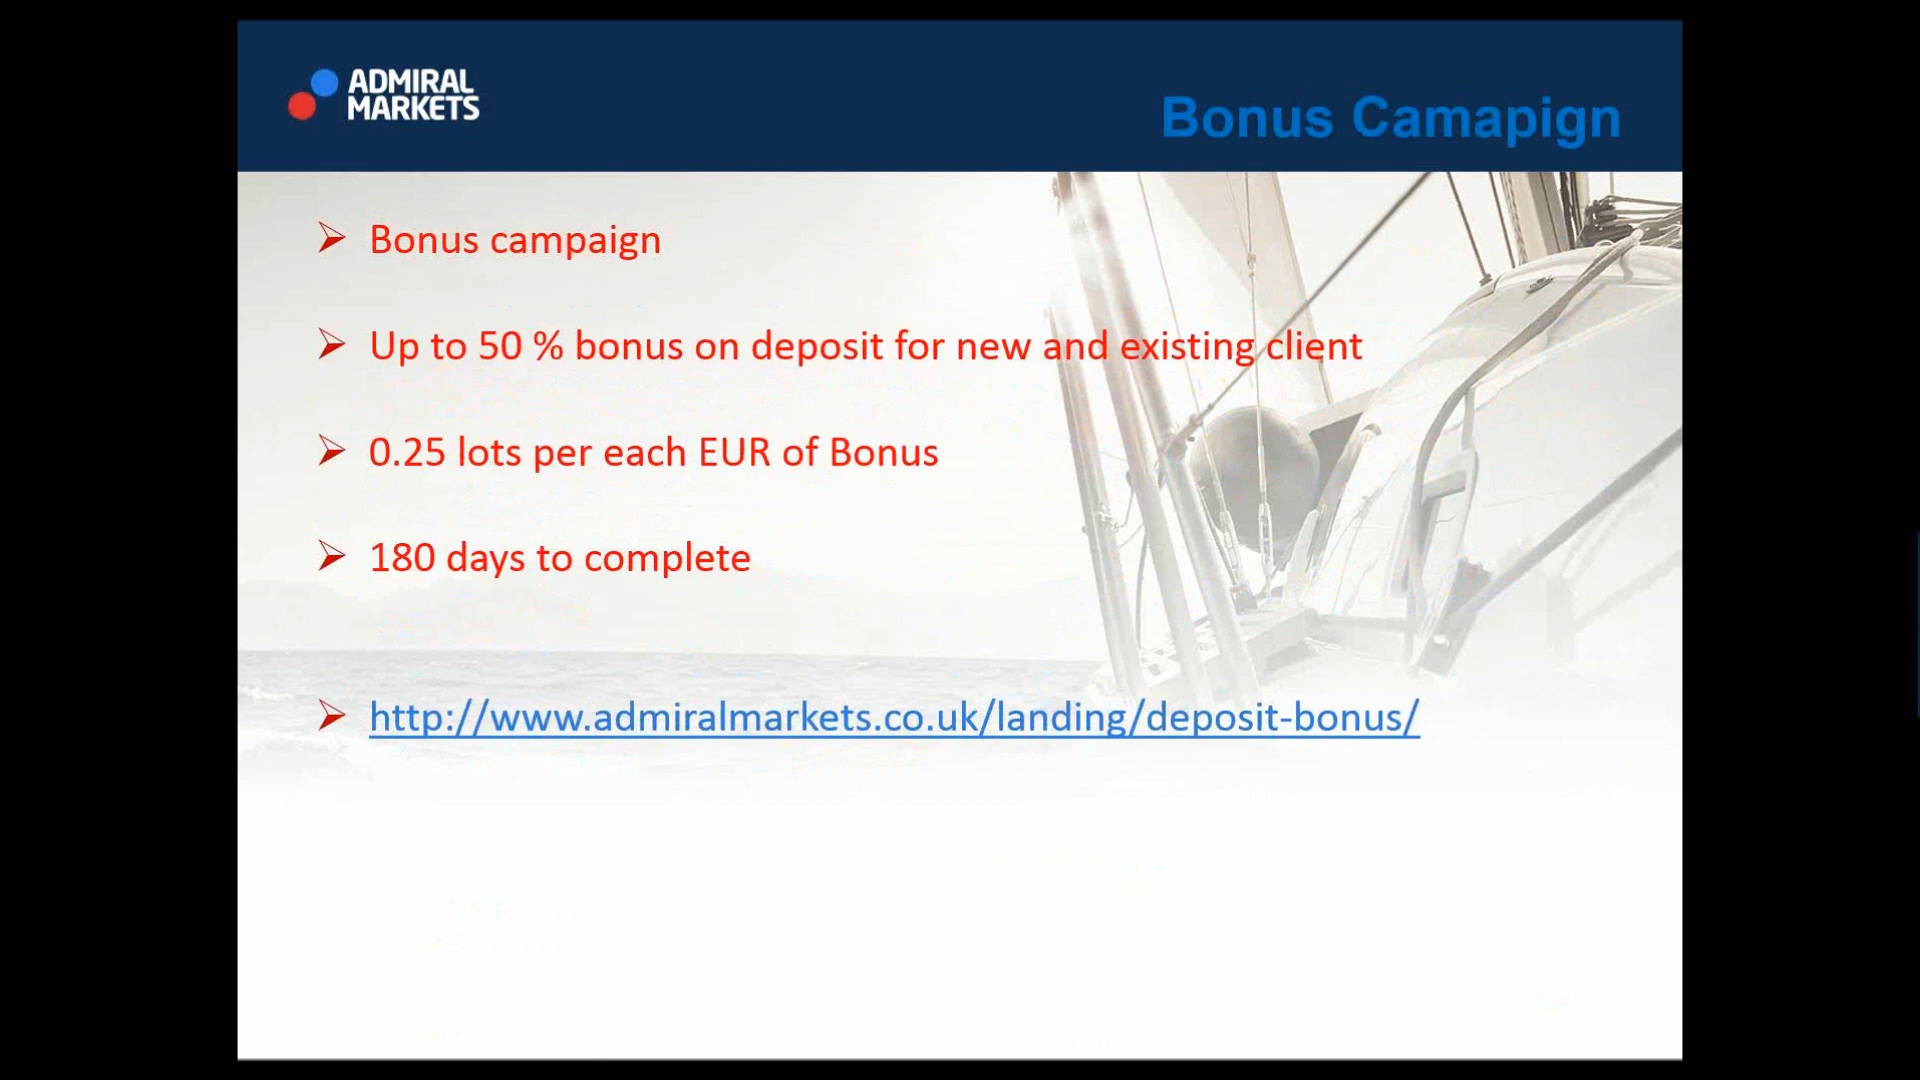 ADMIRAL
MARKETS
Bonus Camapign
Bonus campaign
Up to 50 % bonus on deposit for new and existing client
0.25 lots per each EUR of Bonus
180 days to complete
http://www.admiralmarkets.co.uk/landing/deposit-bonus/